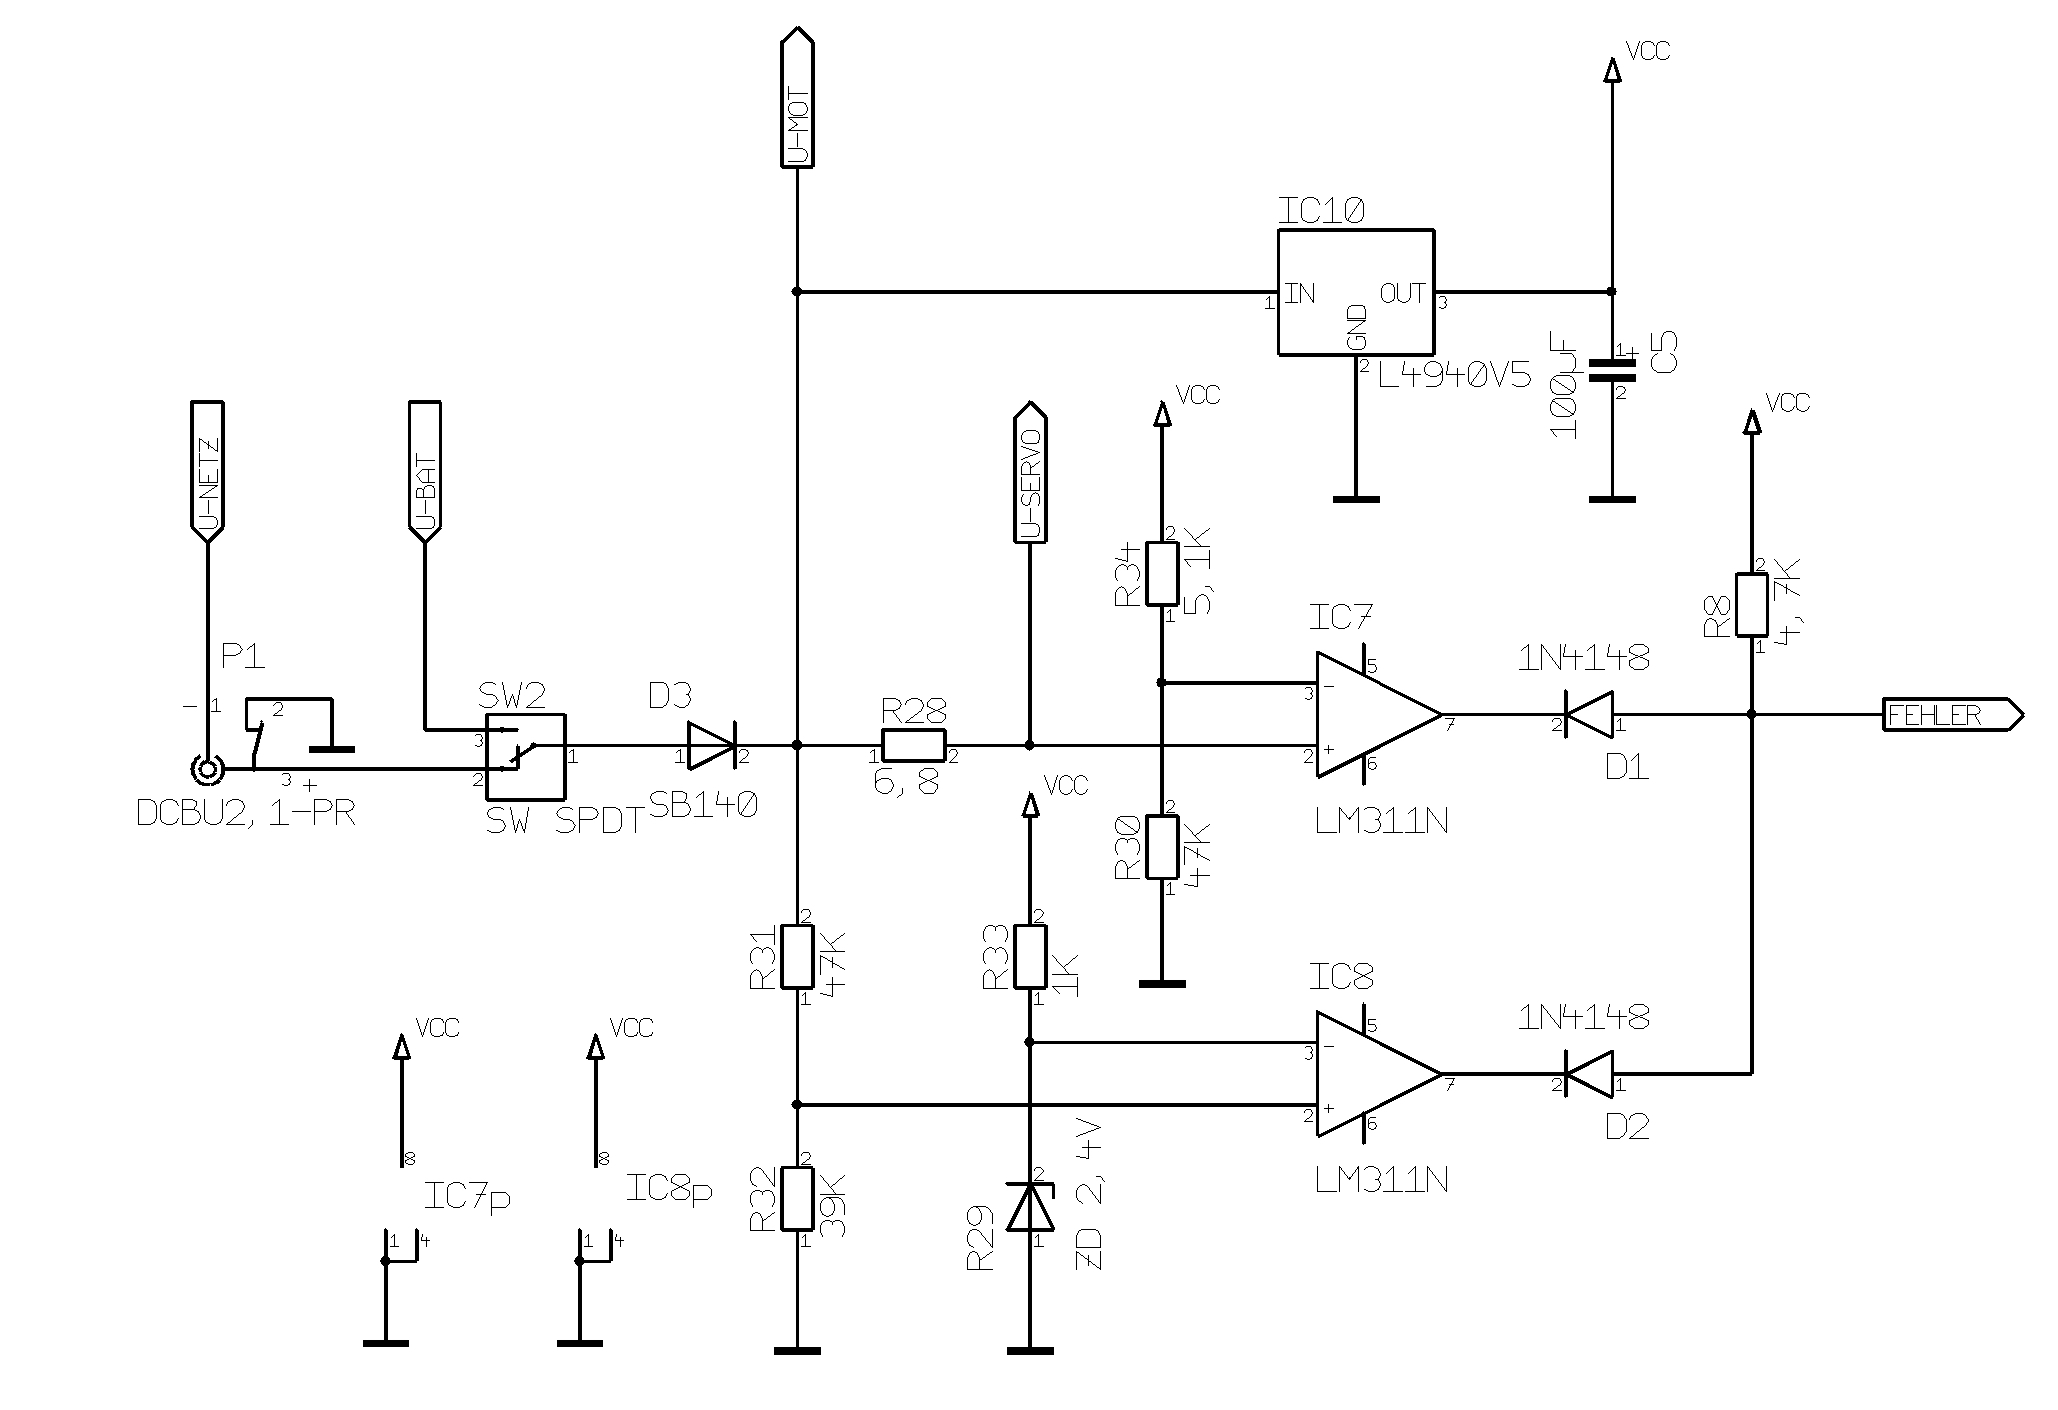 U-MOT
VCC
IC10
1 IN
OUT 3
GND
2
L4940V5
100µF
1 +
2
C5
U-NETZ
U-BAT
U-SERVO
VCC
VCC
R34
2
1
5,1K
R8
2
1
4,7K
P1
- 1
2
3 +
DCBU2,1-PR
SW2
3
2
1
SW SPDT
D3
1
2
SB140
R28
1
2
6,8
IC7
3 -
2 +
5
6
7
LM311N
1N4148
2
1
D1
FEHLER
VCC
R30
2
1
47K
R31
2
1
47K
R33
2
1
1K
IC8
3 -
2 +
5
6
7
LM311N
1N4148
2
1
D2
VCC
8
IC7p
1
4
VCC
8
IC8p
1
4
R32
2
1
39K
R29
2
1
ZD 2,4V